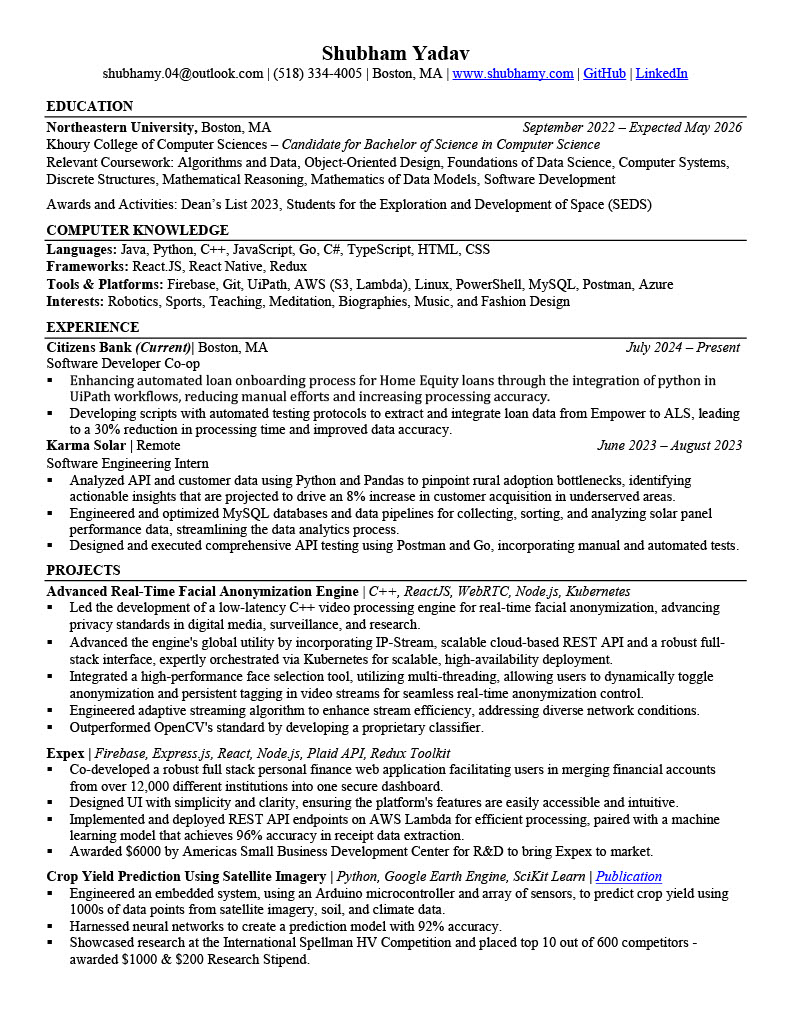 Shubham Yadav
shubhamy.04@outlook.com | (518) 334-4005 | Boston, MA | www.shubhamy.com | GitHub | LinkedIn
EDUCATION
Northeastern University, Boston, MA September 2022 – Expected May 2026
Khoury College of Computer Sciences – Candidate for Bachelor of Science in Computer Science
Relevant Coursework: Algorithms and Data, Object-Oriented Design, Foundations of Data Science, Computer Systems,
Discrete Structures, Mathematical Reasoning, Mathematics of Data Models, Software Development
Awards and Activities: Dean’s List 2023, Students for the Exploration and Development of Space (SEDS)
COMPUTER KNOWLEDGE
Languages: Java, Python, C++, JavaScript, Go, C#, TypeScript, HTML, CSS
Frameworks: React.JS, React Native, Redux
Tools & Platforms: Firebase, Git, UiPath, AWS (S3, Lambda), Linux, PowerShell, MySQL, Postman, Azure
Interests: Robotics, Sports, Teaching, Meditation, Biographies, Music, and Fashion Design
EXPERIENCE
Citizens Bank (Current)| Boston, MA July 2024 – Present
Software Developer Co-op
▪ Enhancing automated loan onboarding process for Home Equity loans through the integration of python in
UiPath workflows, reducing manual efforts and increasing processing accuracy.
▪ Developing scripts with automated testing protocols to extract and integrate loan data from Empower to ALS, leading
to a 30% reduction in processing time and improved data accuracy.
Karma Solar | Remote June 2023 – August 2023
Software Engineering Intern
▪ Analyzed API and customer data using Python and Pandas to pinpoint rural adoption bottlenecks, identifying
actionable insights that are projected to drive an 8% increase in customer acquisition in underserved areas.
▪ Engineered and optimized MySQL databases and data pipelines for collecting, sorting, and analyzing solar panel
performance data, streamlining the data analytics process.
▪ Designed and executed comprehensive API testing using Postman and Go, incorporating manual and automated tests.
PROJECTS
Advanced Real-Time Facial Anonymization Engine | C++, ReactJS, WebRTC, Node.js, Kubernetes
▪ Led the development of a low-latency C++ video processing engine for real-time facial anonymization, advancing
privacy standards in digital media, surveillance, and research.
▪ Advanced the engine's global utility by incorporating IP-Stream, scalable cloud-based REST API and a robust full-
stack interface, expertly orchestrated via Kubernetes for scalable, high-availability deployment.
▪ Integrated a high-performance face selection tool, utilizing multi-threading, allowing users to dynamically toggle
anonymization and persistent tagging in video streams for seamless real-time anonymization control.
▪ Engineered adaptive streaming algorithm to enhance stream efficiency, addressing diverse network conditions.
▪ Outperformed OpenCV's standard by developing a proprietary classifier.
Expex | Firebase, Express.js, React, Node.js, Plaid API, Redux Toolkit
▪ Co-developed a robust full stack personal finance web application facilitating users in merging financial accounts
from over 12,000 different institutions into one secure dashboard.
▪ Designed UI with simplicity and clarity, ensuring the platform's features are easily accessible and intuitive.
▪ Implemented and deployed REST API endpoints on AWS Lambda for efficient processing, paired with a machine
learning model that achieves 96% accuracy in receipt data extraction.
▪ Awarded $6000 by Americas Small Business Development Center for R&D to bring Expex to market.
Crop Yield Prediction Using Satellite Imagery | Python, Google Earth Engine, SciKit Learn | Publication
▪ Engineered an embedded system, using an Arduino microcontroller and array of sensors, to predict crop yield using
1000s of data points from satellite imagery, soil, and climate data.
▪ Harnessed neural networks to create a prediction model with 92% accuracy.
▪ Showcased research at the International Spellman HV Competition and placed top 10 out of 600 competitors -
awarded $1000 & $200 Research Stipend.